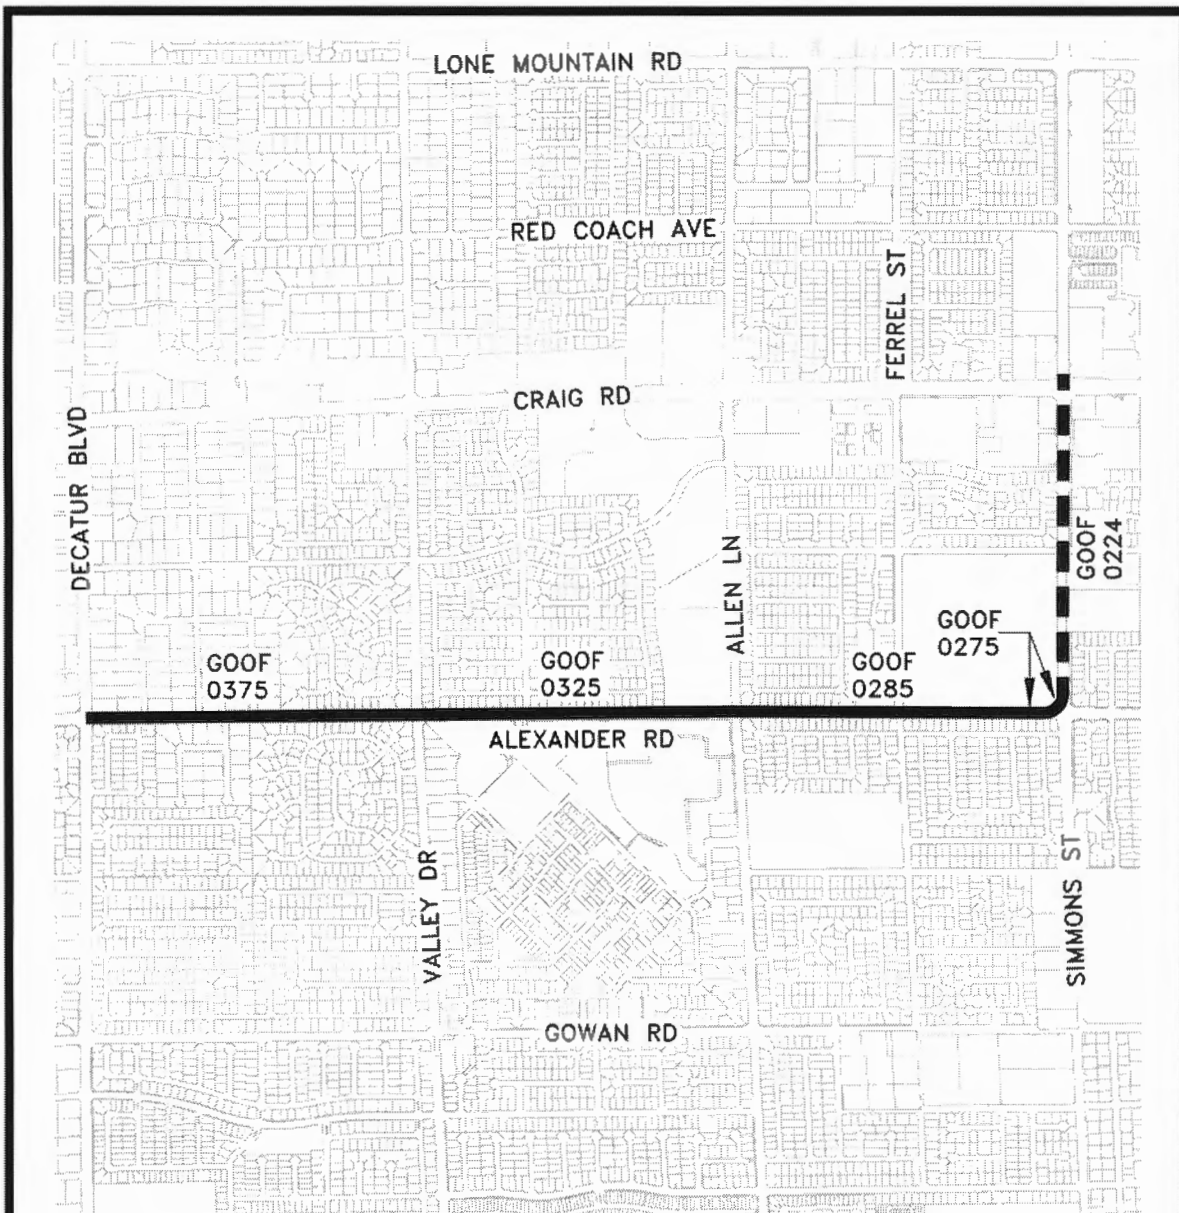 LONE MOUNTAIN RD
RED COACH AVE
FERREL ST
CRAIG RD
DECATUR BLVD
GOOF
0224
ALLEN LN
GOOF
0275
GOOF
0375
GOOF
0325
GOOF
0285
ALEXANDER RD
VALLEY DR
SIMMONS ST
GOWAN RD